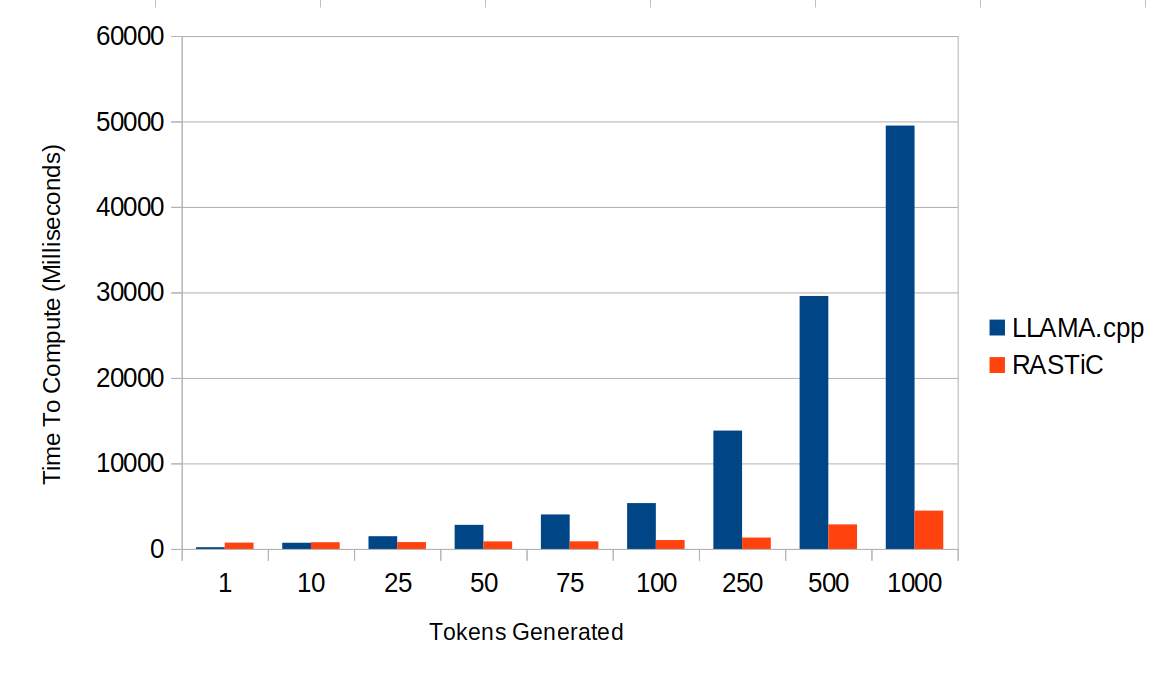 60000
50000
40000
30000
20000
10000
0
Time To Compute (Milliseconds)
1 10 25 50 75 100 250 500 1000
Tokens Generated
LLAMA.cpp
RASTiC